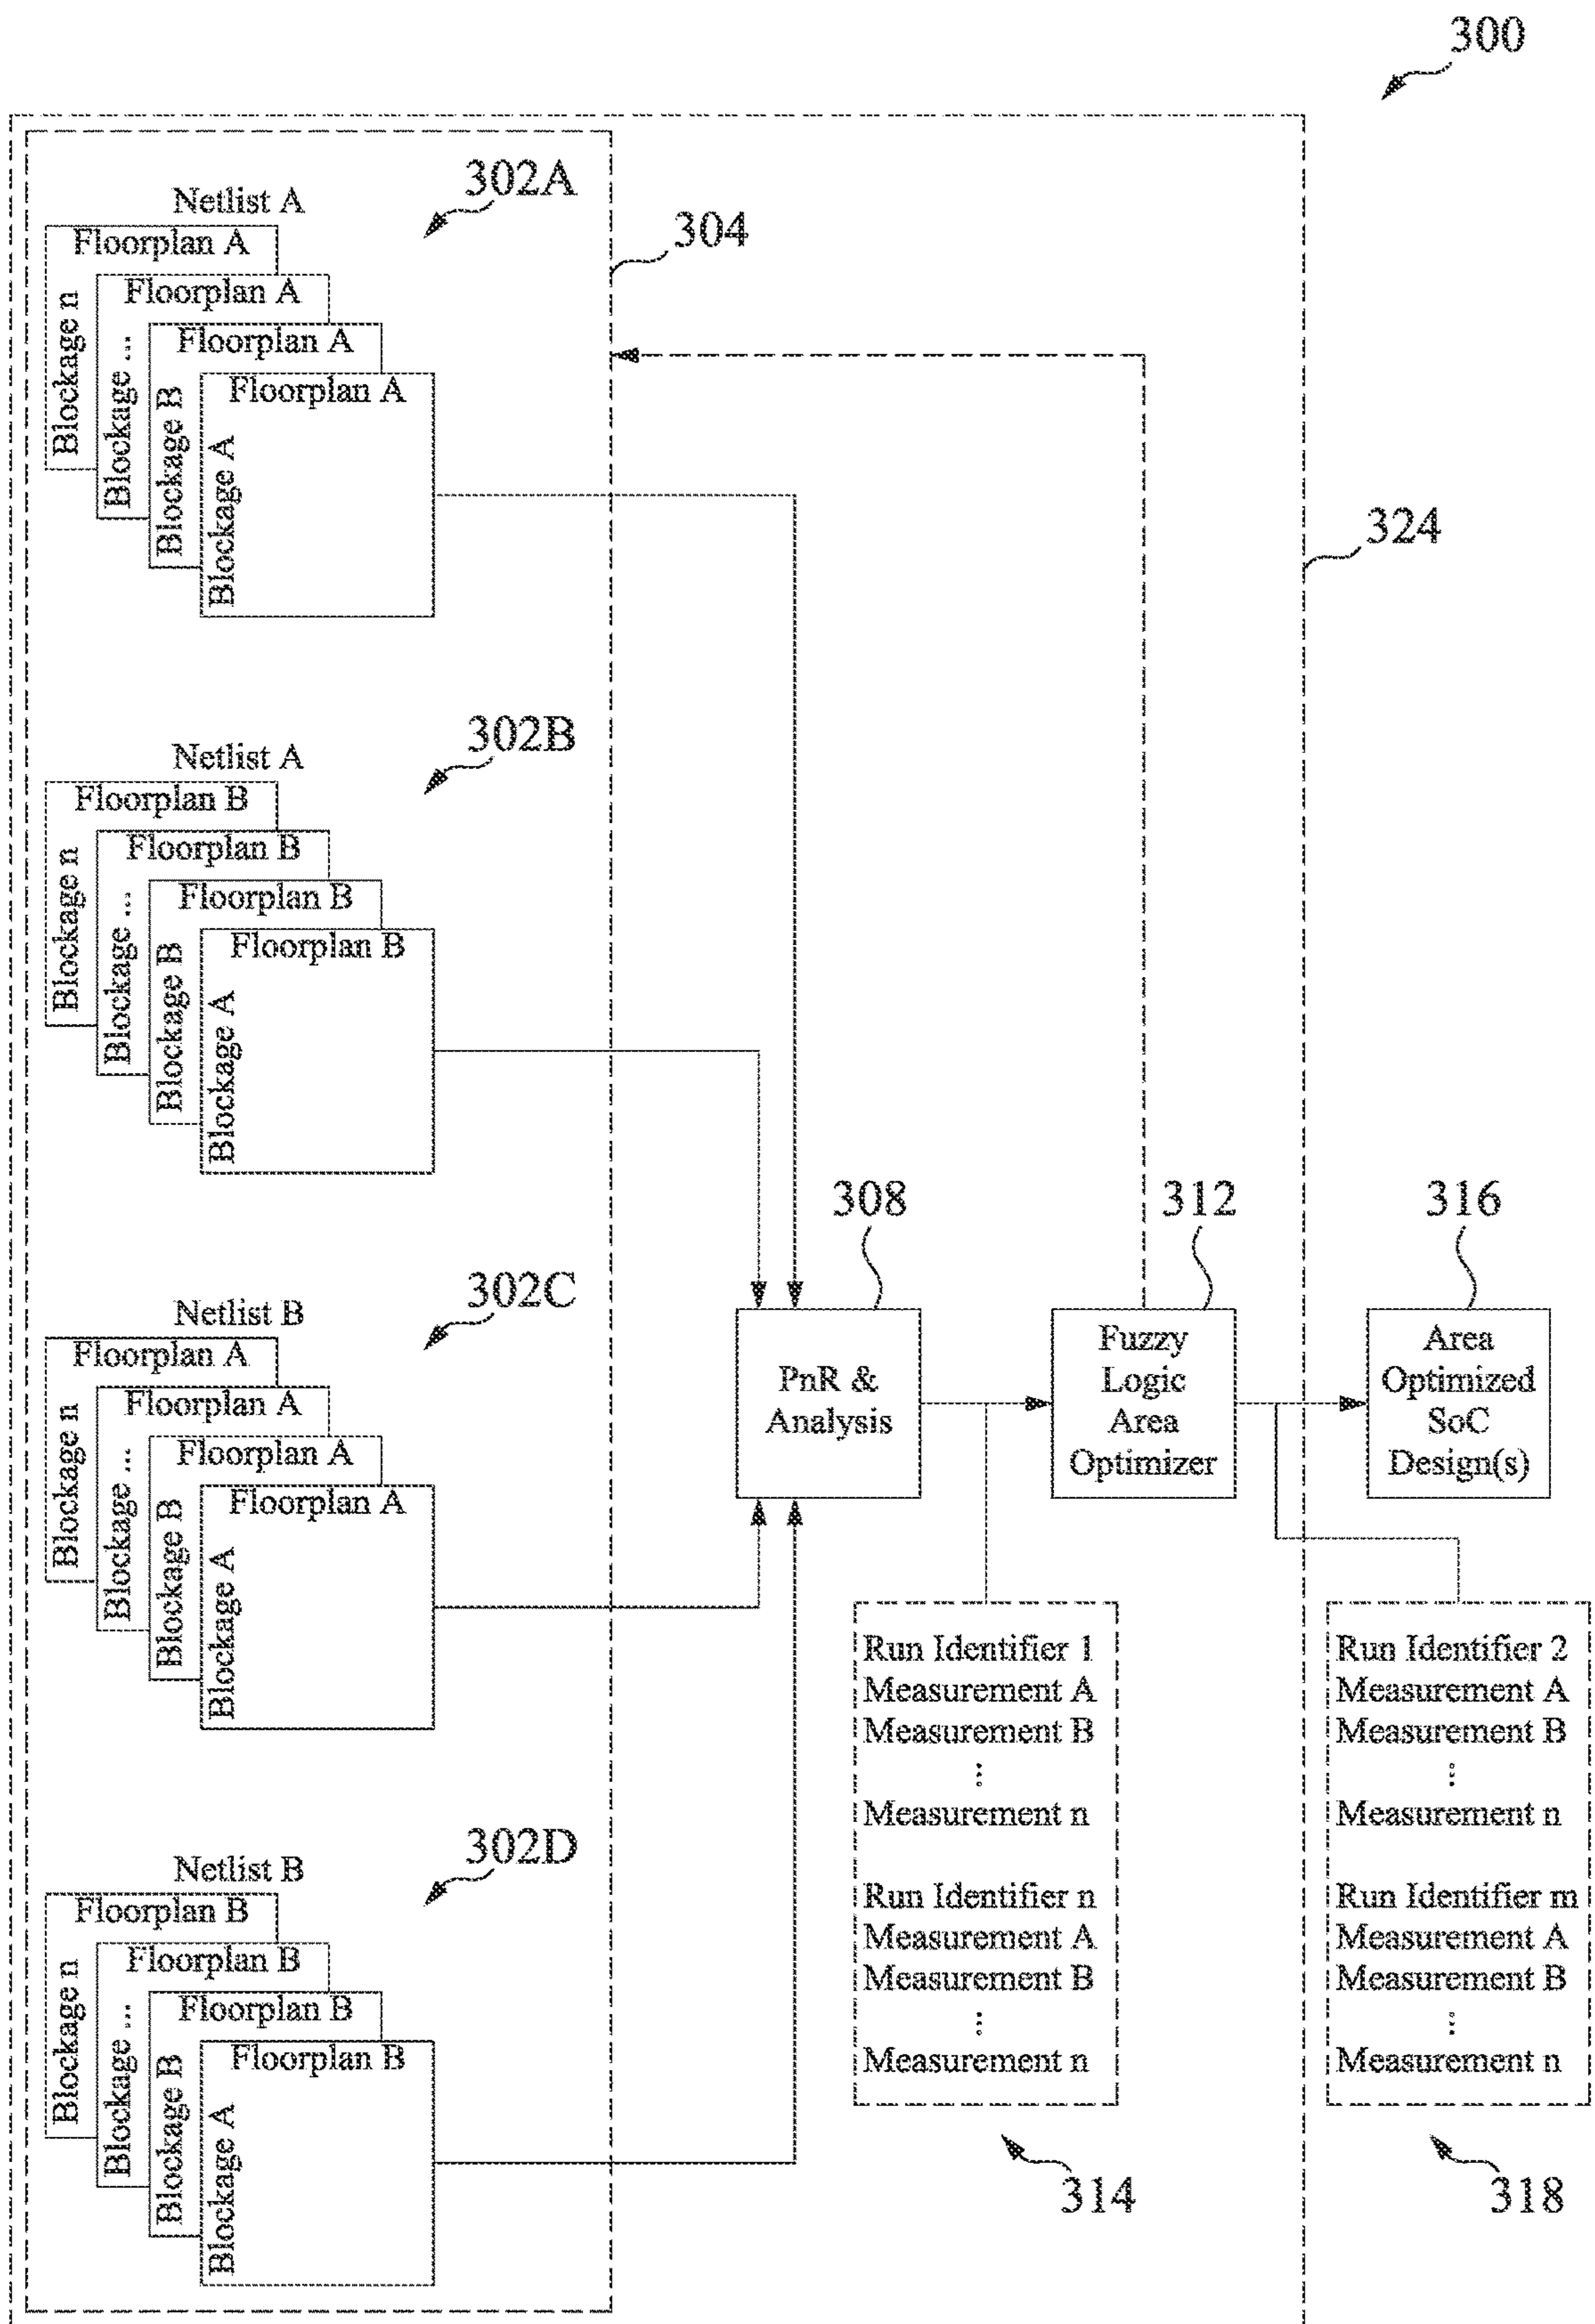 300
302A
304
Netlist A
Floorplan A
Blockage n
Floorplan A
Blockage ...
Floorplan A
Blockage B
Floorplan A
Blockage A
324
302B
Netlist A
Floorplan B
Blockage n
Floorplan B
Blockage ...
Floorplan B
Blockage B
Floorplan B
Blockage A
302C
Netlist B
Floorplan A
Blockage n
Floorplan A
Blockage ...
Floorplan A
Blockage B
Floorplan A
Blockage A
302D
Netlist B
Floorplan B
Blockage n
Floorplan B
Blockage ...
Floorplan B
Blockage B
Floorplan B
Blockage A
308
PnR &
Analysis
312
Fuzzy
Logic
Area
Optimizer
316
Area
Optimized
SoC
Design(s)
Run Identifier 1
Measurement A
Measurement B
⋮
Measurement n
Run Identifier n
Measurement A
Measurement B
⋮
Measurement n
314
Run Identifier 2
Measurement A
Measurement B
⋮
Measurement n
Run Identifier m
Measurement A
Measurement B
⋮
Measurement n
318